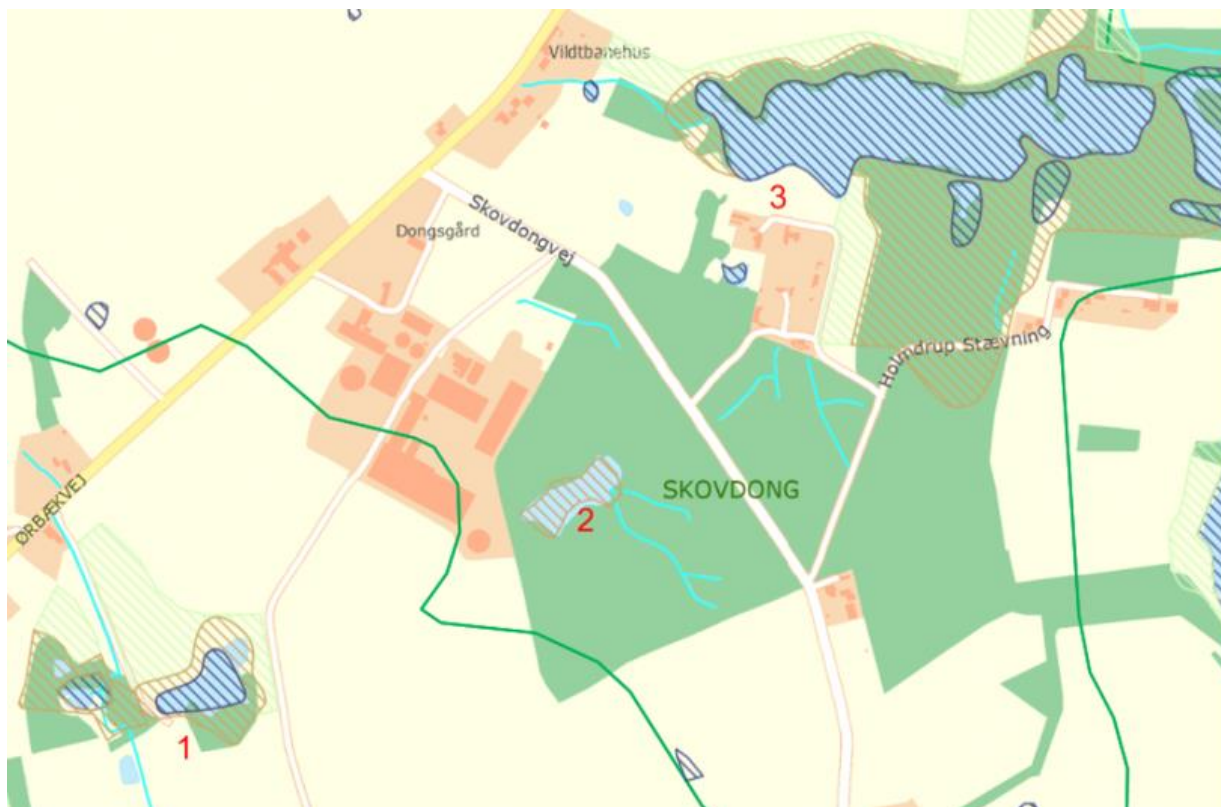 Vildtbanehus
Skovdongvej
3
Dongsgård
Holmdrup Stævning
SKOVDONG
ØRBÆKVEJ
2
1